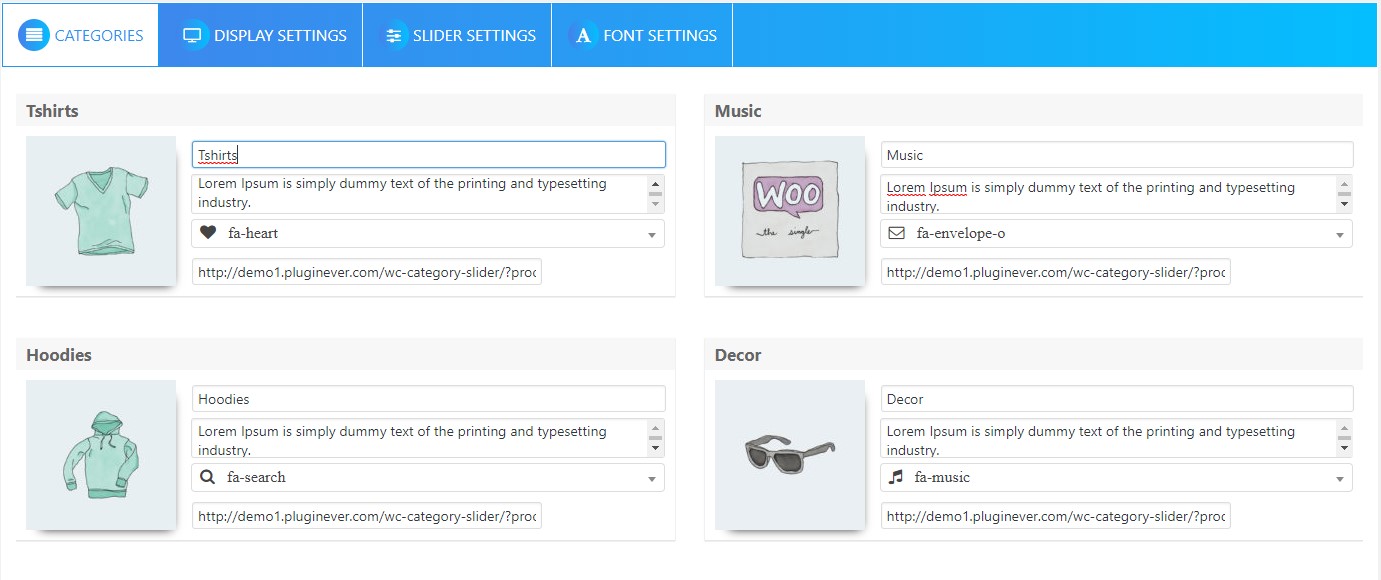 CATEGORIES DISPLAY SETTINGS SLIDER SETTINGS FONT SETTINGS
Tshirts
Tshirts
Lorem Ipsum is simply dummy text of the printing and typesetting
industry.
fa-heart
http://demo1.pluginever.com/wc-category-slider/?proc
Music
WOO
the single
Music
Lorem Ipsum is simply dummy text of the printing and typesetting
industry.
fa-envelope-o
http://demo1.pluginever.com/wc-category-slider/?proc
Hoodies
Hoodies
Lorem Ipsum is simply dummy text of the printing and typesetting
industry.
fa-search
http://demo1.pluginever.com/wc-category-slider/?proc
Decor
Decor
Lorem Ipsum is simply dummy text of the printing and typesetting
industry.
fa-music
http://demo1.pluginever.com/wc-category-slider/?proc